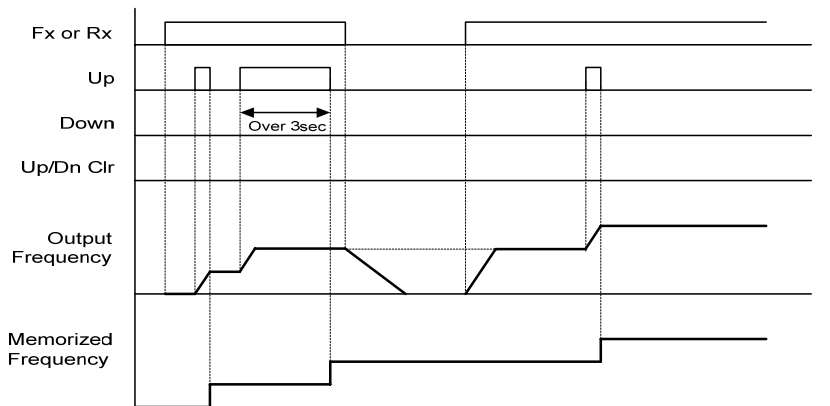 Fx or Rx
Up
Down
Over 3sec
Up/Dn Clr
Output
Frequency
Memorized
Frequency